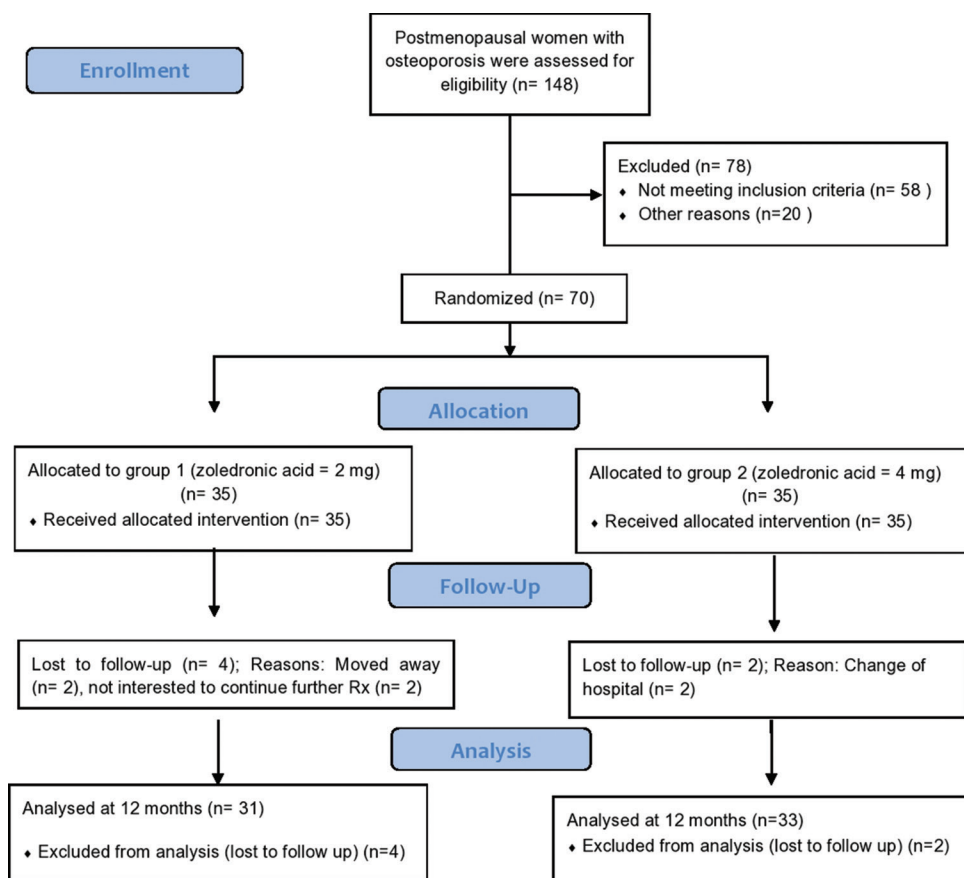 Enrollment
Postmenopausal women with
osteoporosis were assessed for
eligibility (n= 148)
Excluded (n= 78)
♦ Not meeting inclusion criteria (n= 58 )
♦ Other reasons (n=20 )
Randomized (n= 70)
Allocation
Allocated to group 1 (zoledronic acid = 2 mg)
(n= 35)
♦ Received allocated intervention (n= 35)
Allocated to group 2 (zoledronic acid = 4 mg)
(n= 35)
♦ Received allocated intervention (n= 35)
Follow-Up
Lost to follow-up (n= 4); Reasons: Moved away
(n= 2), not interested to continue further Rx (n= 2)
Lost to follow-up (n= 2); Reason: Change of
hospital (n= 2)
Analysis
Analysed at 12 months (n= 31)
♦ Excluded from analysis (lost to follow up) (n=4)
Analysed at 12 months (n=33)
♦ Excluded from analysis (lost to follow up) (n=2)